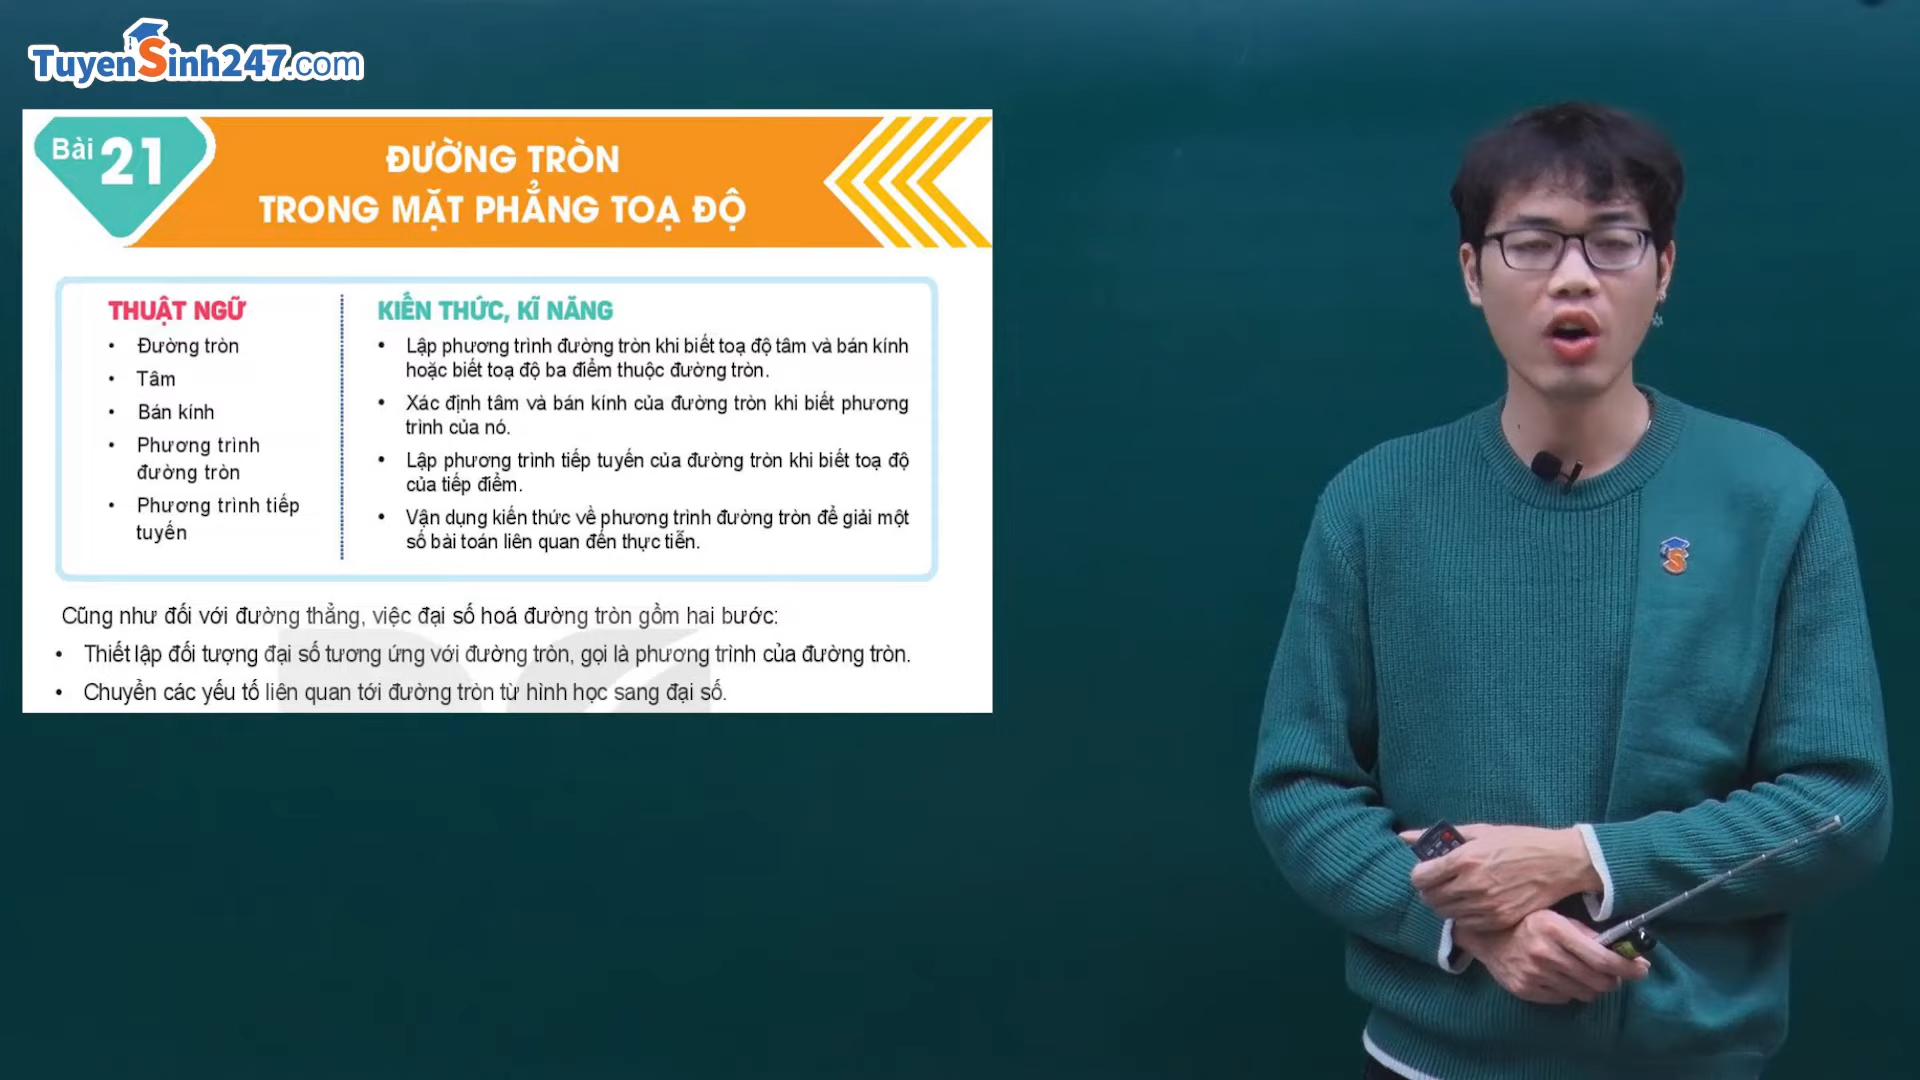 TuyenSinh247.com
Bài 21
ĐƯỜNG TRÒN
TRONG MẶT PHẲNG TOẠ ĐỘ
THUẬT NGỮ
• Đường tròn
• Tâm
• Bán kính
• Phương trình
đường tròn
• Phương trình tiếp
tuyến
KIẾN THỨC, KĨ NĂNG
• Lập phương trình đường tròn khi biết toạ độ tâm và bán kính
hoặc biết toạ độ ba điểm thuộc đường tròn.
• Xác định tâm và bán kính của đường tròn khi biết phương
trình của nó.
• Lập phương trình tiếp tuyến của đường tròn khi biết toạ độ
của tiếp điểm.
• Vận dụng kiến thức về phương trình đường tròn để giải một
số bài toán liên quan đến thực tiễn.
Cũng như đối với đường thẳng, việc đại số hoá đường tròn gồm hai bước:
• Thiết lập đối tượng đại số tương ứng với đường tròn, gọi là phương trình của đường tròn.
• Chuyển các yếu tố liên quan tới đường tròn từ hình học sang đại số.